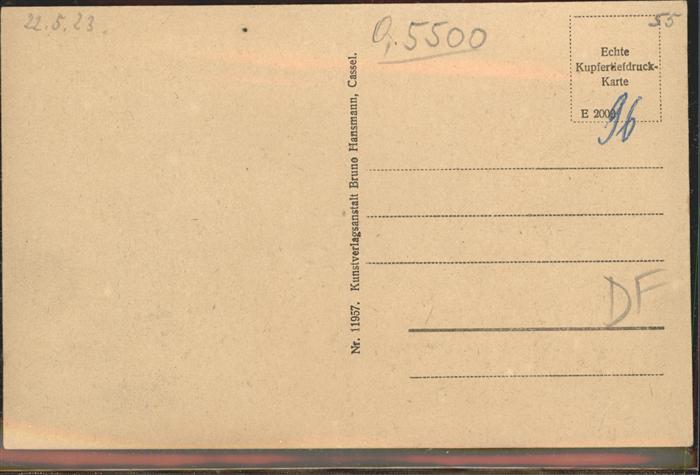 22.5.23.
0,5500
55
Echte
Kupfertiefdruck-
Karte
E 2000
96
Nr. 11957. Kunstverlagsanstalt Bruno Hansmann, Cassel.
DF